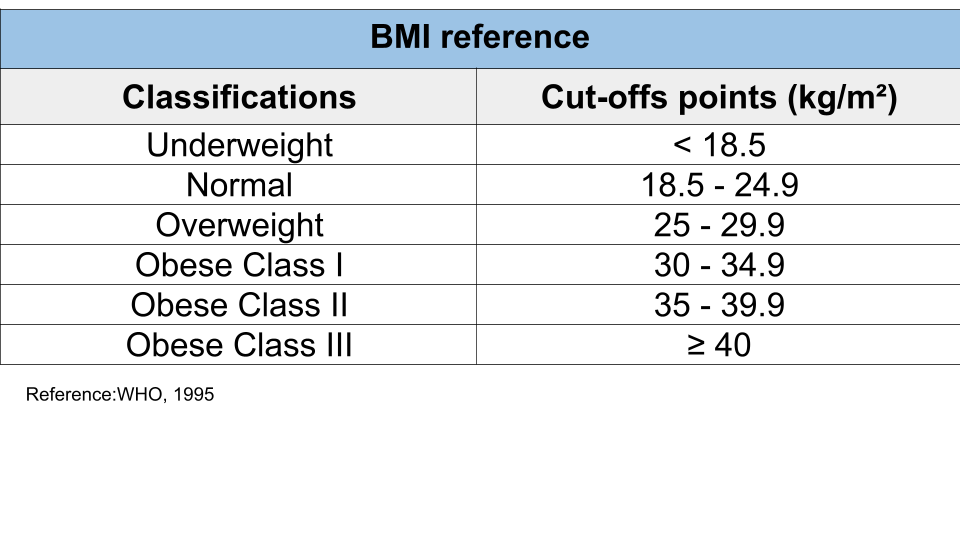 BMI reference
Classifications Cut-offs points (kg/m²)
Underweight < 18.5
Normal 18.5 - 24.9
Overweight 25 - 29.9
Obese Class I 30 - 34.9
Obese Class II 35 - 39.9
Obese Class III ≥ 40
Reference:WHO, 1995